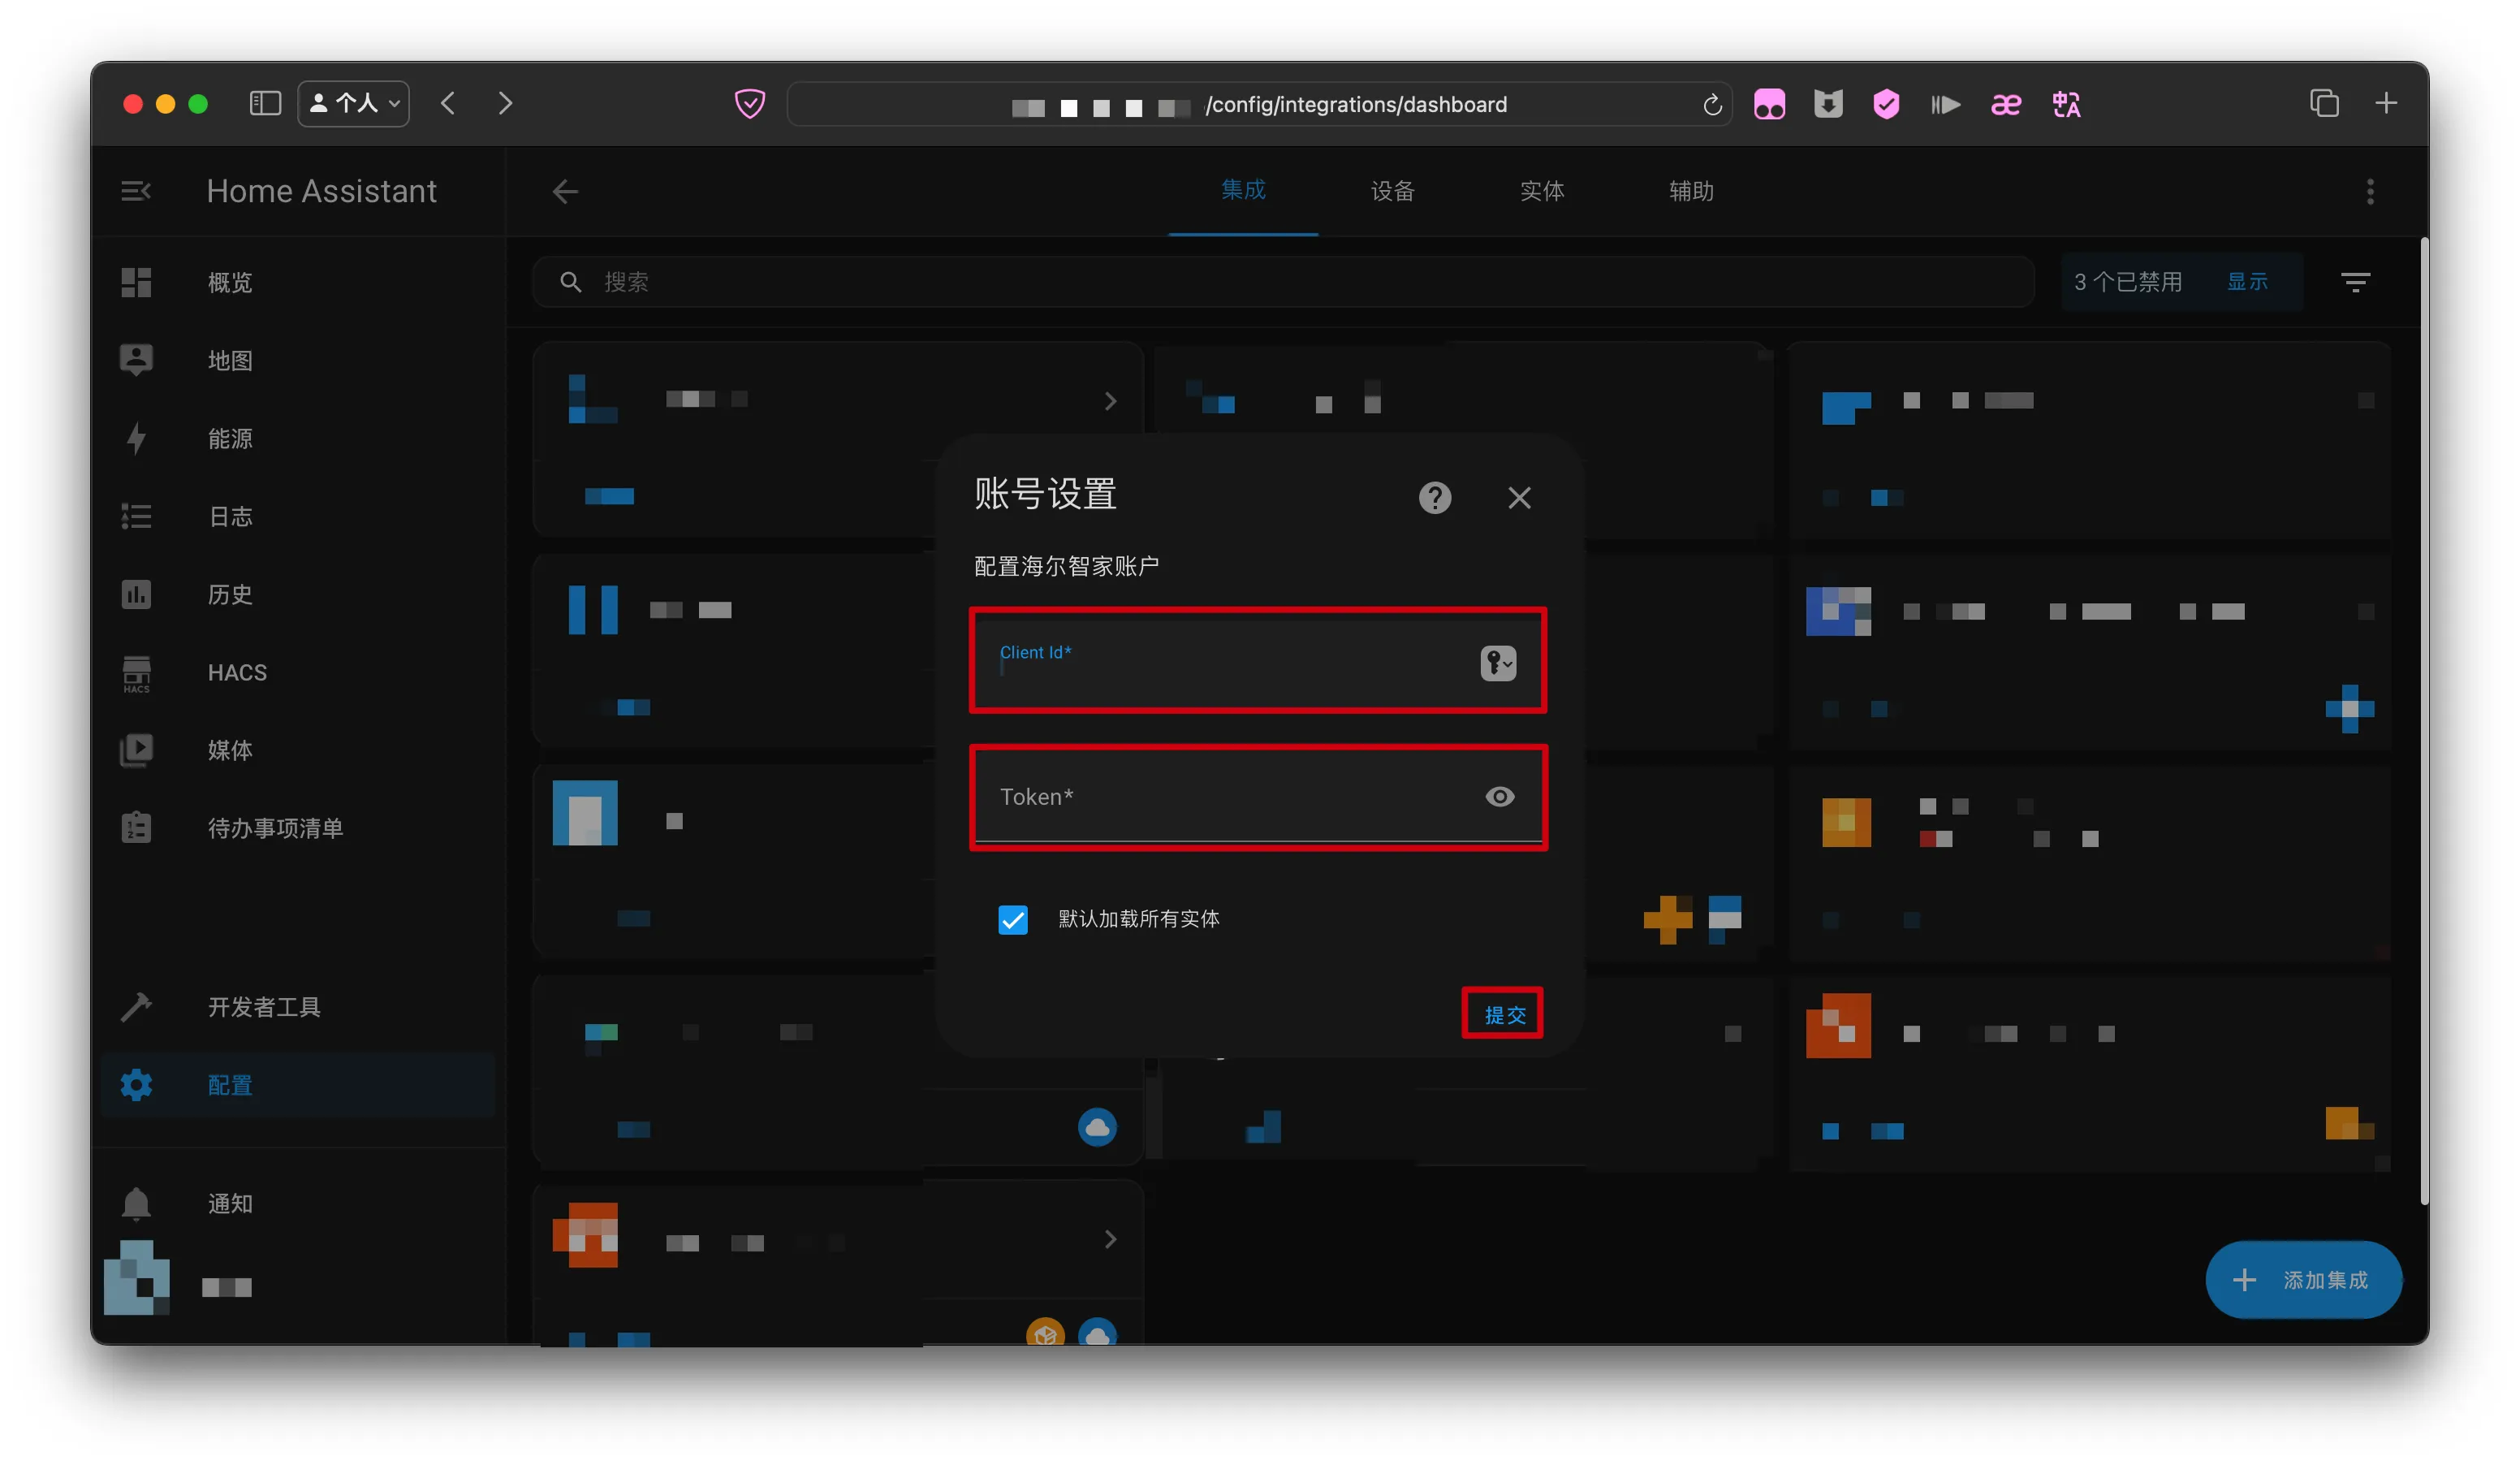 个人
/config/integrations/dashboard
Home Assistant
集成
设备
实体
辅助
概览
搜索
3 个已禁用
显示
地图
能源
日志
历史
HACS
HACS
媒体
待办事项清单
开发者工具
配置
通知
账号设置
配置海尔智家账户
Client Id*
Token*
默认加载所有实体
提交
添加集成